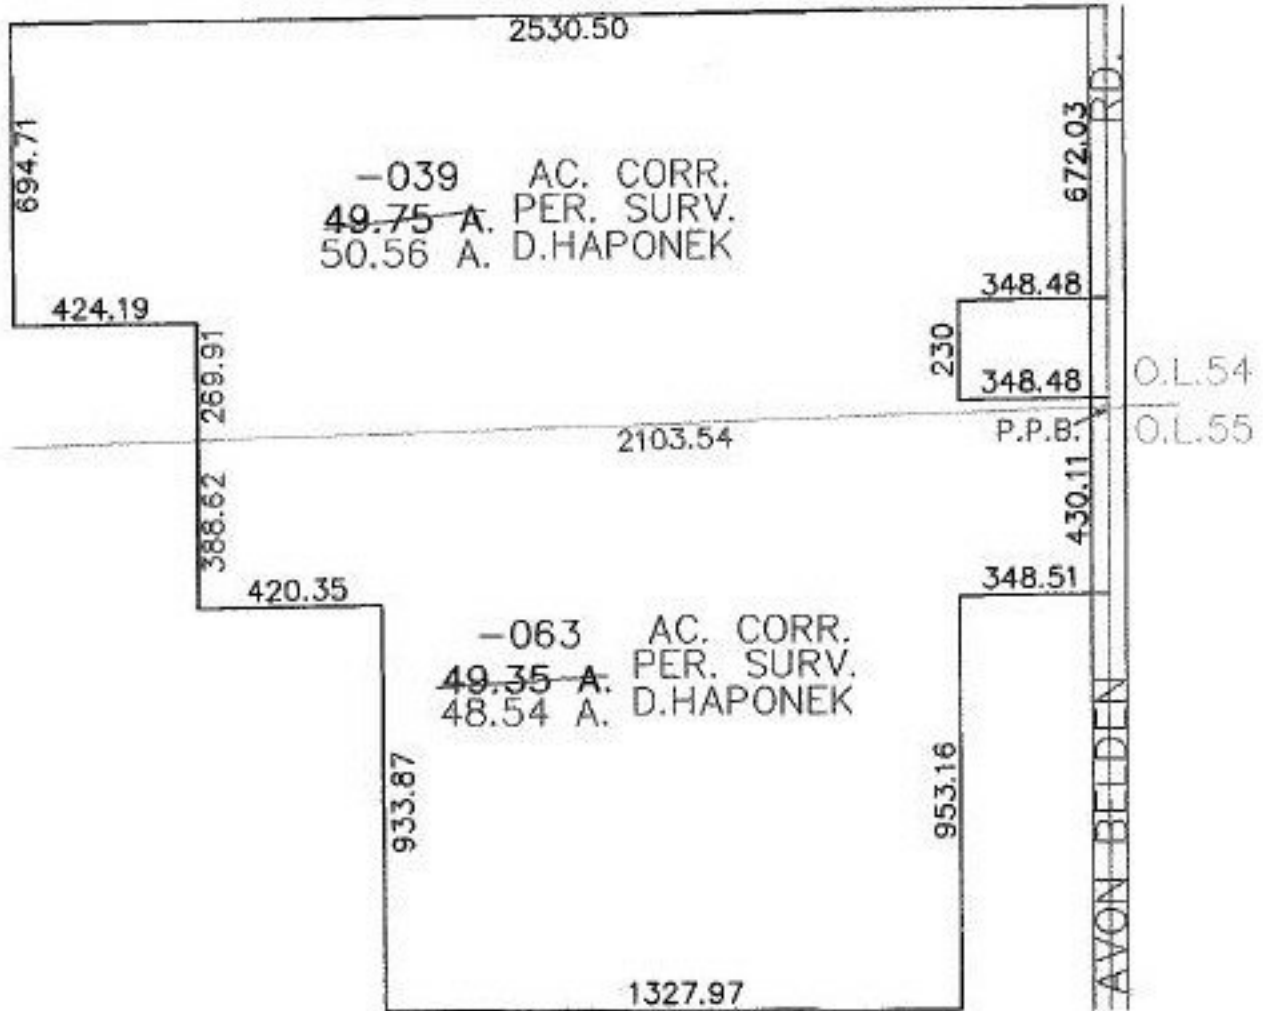 2530.50
694.71
672.03
RD.
-039 AC. CORR.
49.75 A. PER. SURV.
50.56 A. D.HAPONEK
424.19
348.48
269.91
230
348.48
O.L.54
2103.54
P.P.B.
O.L.55
388.62
430.11
420.35
348.51
-063 AC. CORR.
49.35 A. PER. SURV.
48.54 A. D.HAPONEK
933.87
953.16
AVON BELDEN
1327.97